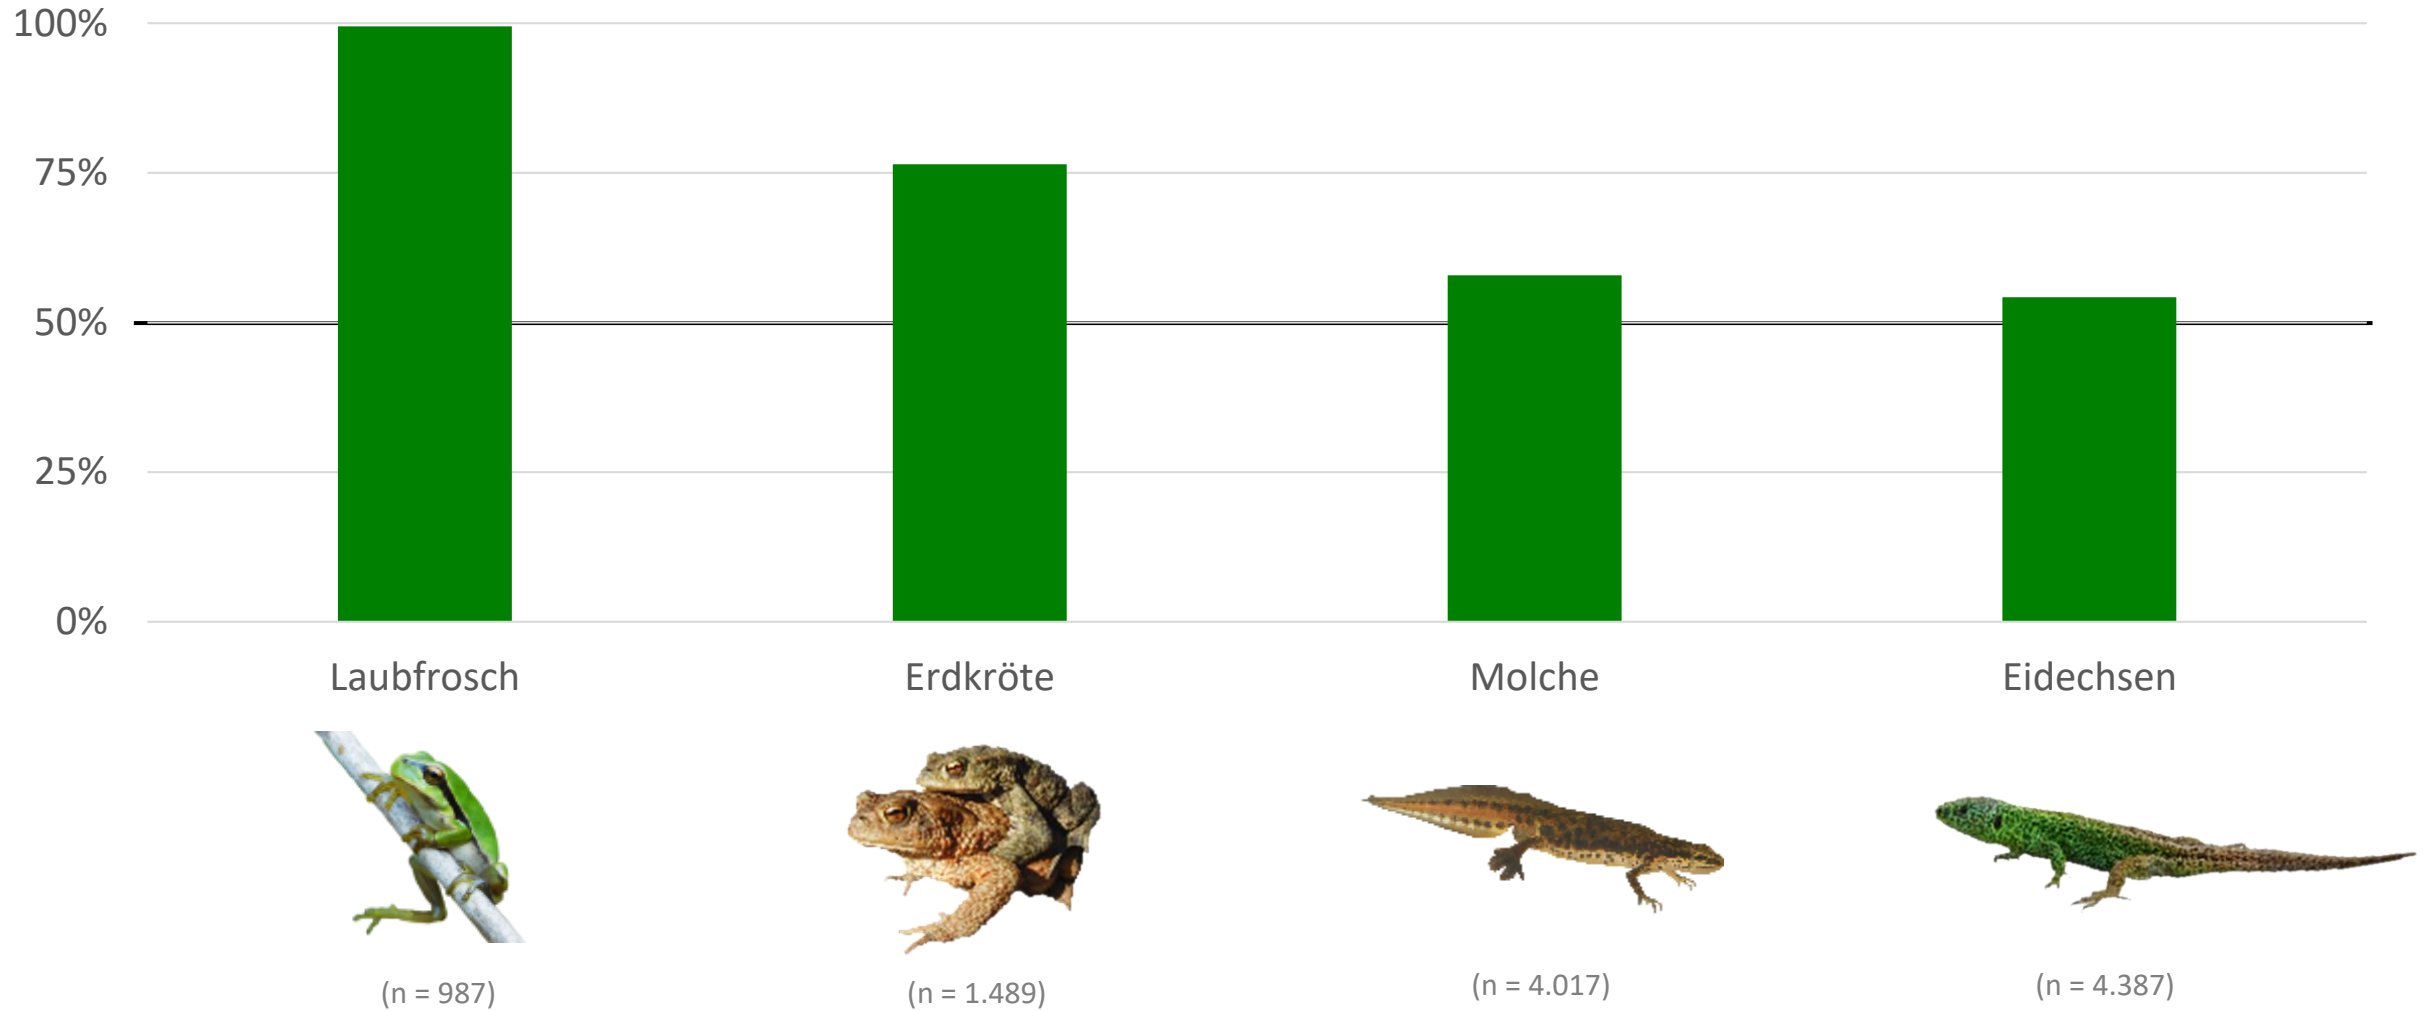 100%
75%
50%
25%
0%
Laubfrosch Erdkröte Molche Eidechsen
(n = 987) (n = 1.489) (n = 4.017) (n = 4.387)